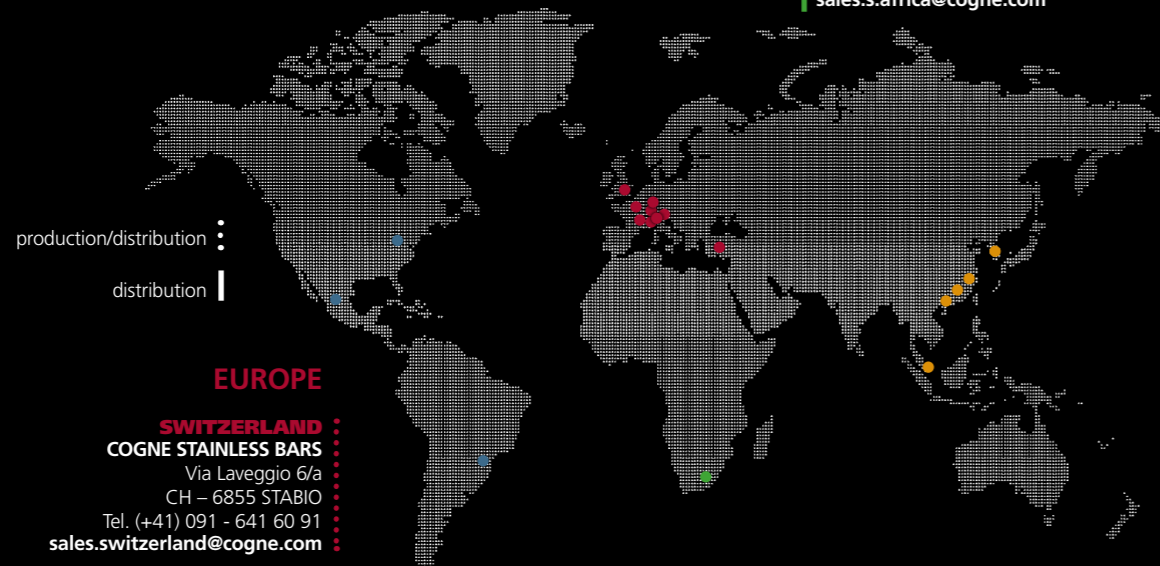 sales.s.africa@cogne.com
production/distribution
distribution
EUROPE
SWITZERLAND
COGNE STAINLESS BARS
Via Laveggio 6/a
CH – 6855 STABIO
Tel. (+41) 091 - 641 60 91
sales.switzerland@cogne.com